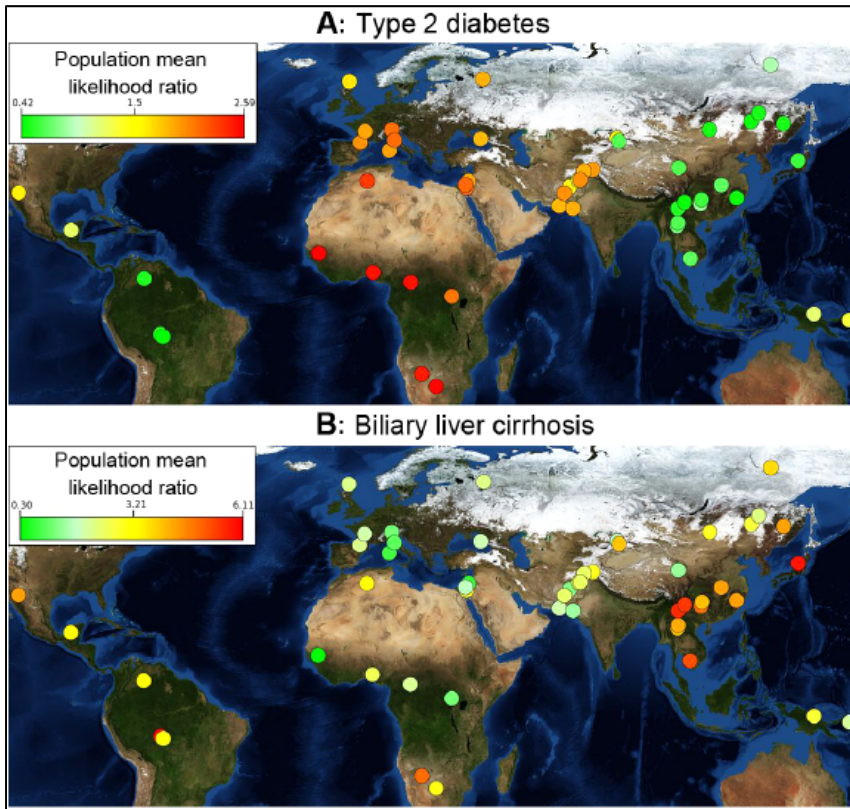 A: Type 2 diabetes
Population mean
likelihood ratio
0.42 1.5 2.59
B: Biliary liver cirrhosis
Population mean
likelihood ratio
0.30 3.21 6.11